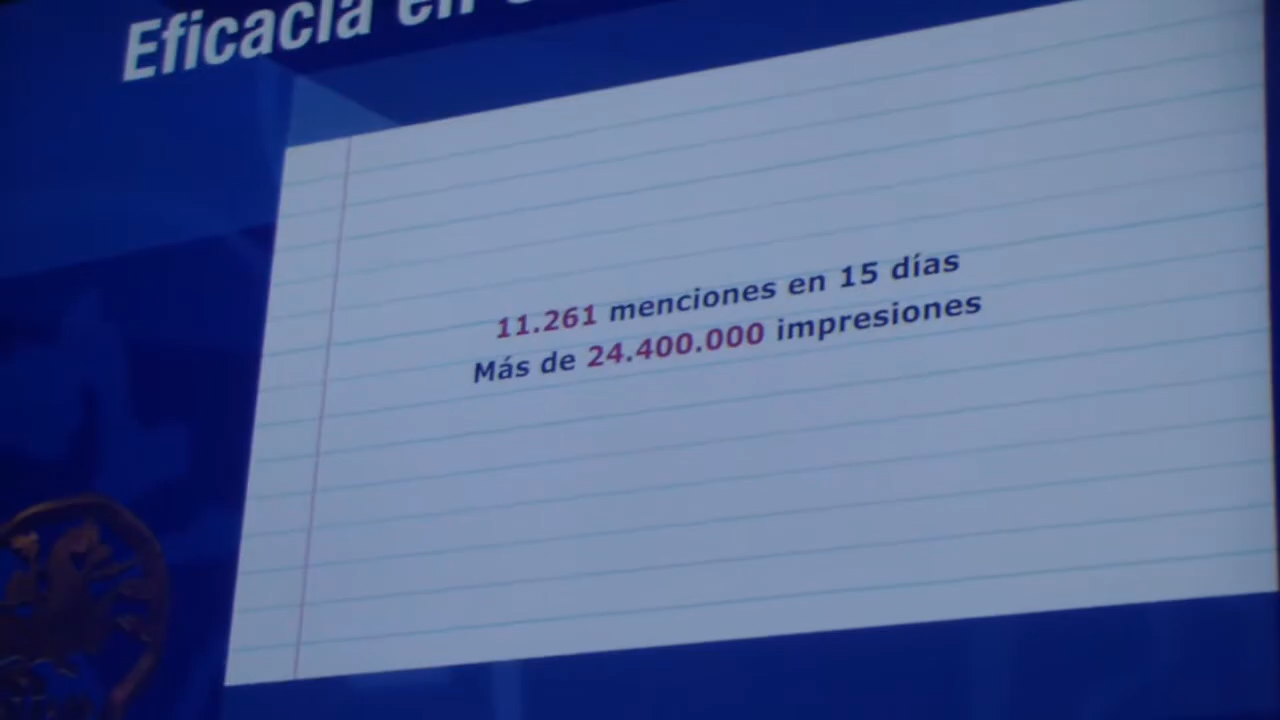 Eficacia en
11.261 menciones en 15 días
Más de 24.400.000 impresiones